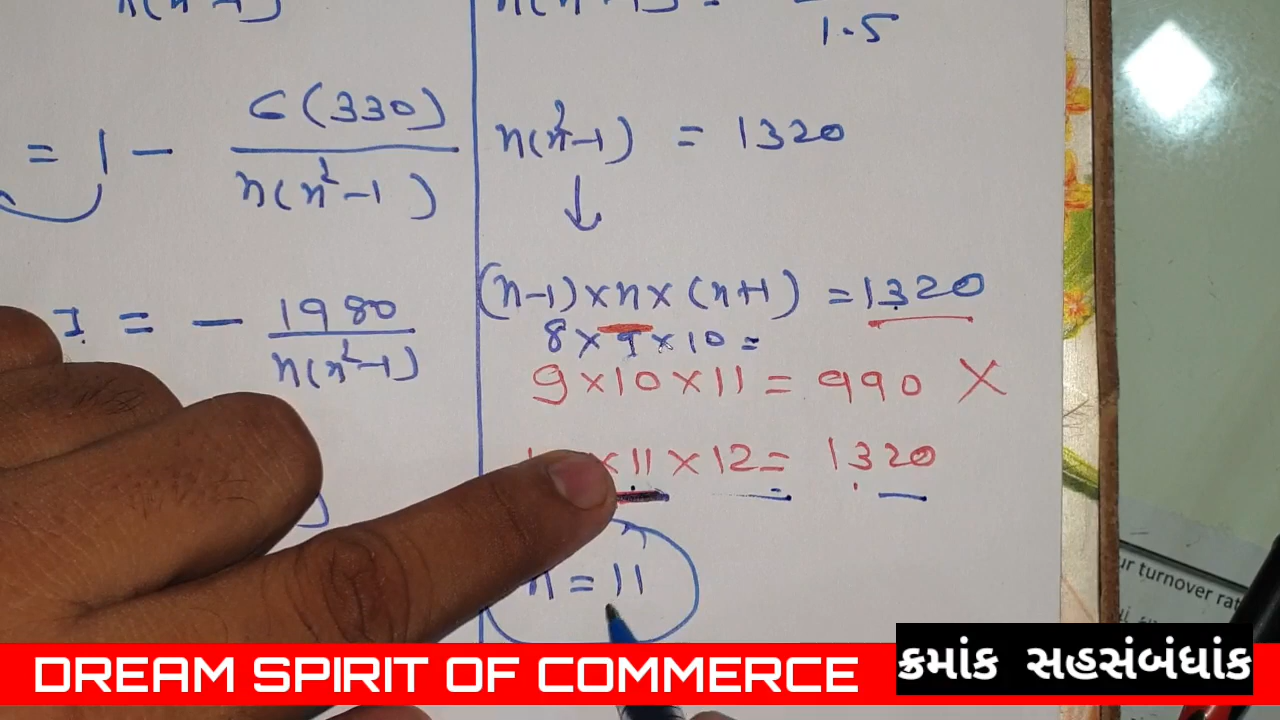 = 1 - 6(330) / n(n²-1)
= - 1980 / n(n²-1)
1.5
n(n²-1) = 1320
↓
(n-1) × n × (n+1) = 1320
8 × 9 × 10 =
9 × 10 × 11 = 990 ×
× 11 × 12 = 1320
n = 11
ur turnover rat
DREAM SPIRIT OF COMMERCE
ક્રમાંક સહસંબંધાંક